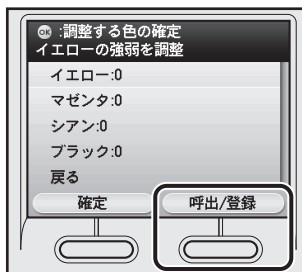 OK :調整する色の確定
イエローの強弱を調整
イエロー:0
マゼンタ:0
シアン:0
ブラック:0
戻る
確定
呼出/登録